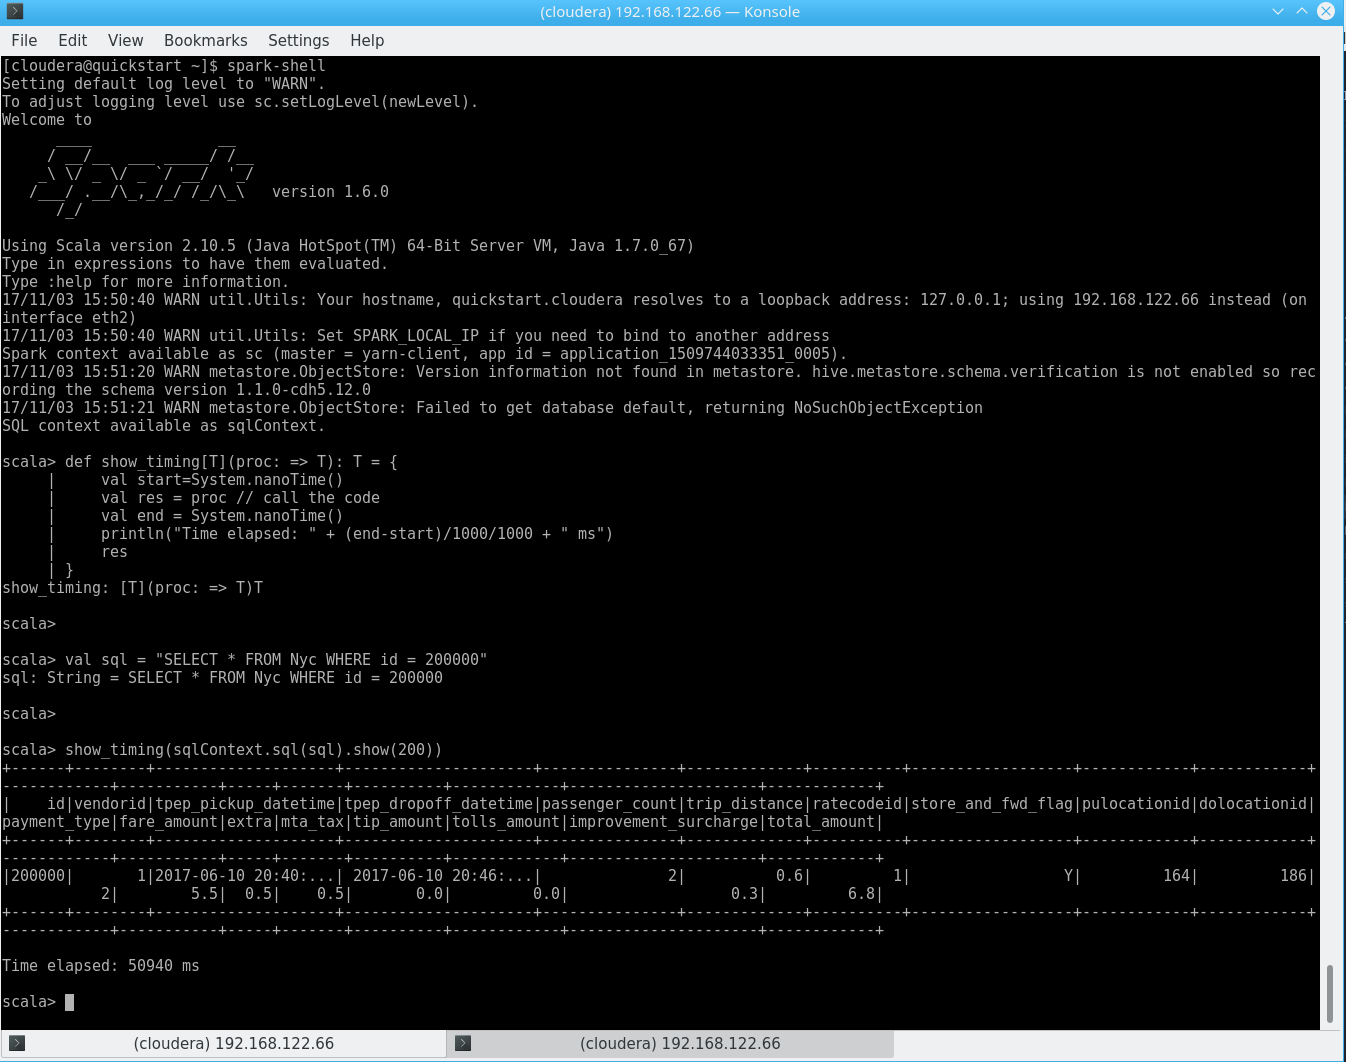 (cloudera) 192.168.122.66 — Konsole
File Edit View Bookmarks Settings Help
[cloudera@quickstart ~]$ spark-shell
Setting default log level to "WARN".
To adjust logging level use sc.setLogLevel(newLevel).
Welcome to
      ____              __
     / __/__  ___ _____/ /__
    _\ \/ _ \/ _ `/ __/  '_/
   /___/ .__/\_,_/_/ /_/\_\   version 1.6.0
      /_/
Using Scala version 2.10.5 (Java HotSpot(TM) 64-Bit Server VM, Java 1.7.0_67)
Type in expressions to have them evaluated.
Type :help for more information.
17/11/03 15:50:40 WARN util.Utils: Your hostname, quickstart.cloudera resolves to a loopback address: 127.0.0.1; using 192.168.122.66 instead (on
interface eth2)
17/11/03 15:50:40 WARN util.Utils: Set SPARK_LOCAL_IP if you need to bind to another address
Spark context available as sc (master = yarn-client, app id = application_1509744033351_0005).
17/11/03 15:51:20 WARN metastore.ObjectStore: Version information not found in metastore. hive.metastore.schema.verification is not enabled so rec
ording the schema version 1.1.0-cdh5.12.0
17/11/03 15:51:21 WARN metastore.ObjectStore: Failed to get database default, returning NoSuchObjectException
SQL context available as sqlContext.
scala> def show_timing[T](proc: => T): T = {
     |     val start=System.nanoTime()
     |     val res = proc // call the code
     |     val end = System.nanoTime()
     |     println("Time elapsed: " + (end-start)/1000/1000 + " ms")
     |     res
     | }
show_timing: [T](proc: => T)T
scala>
scala> val sql = "SELECT * FROM Nyc WHERE id = 200000"
sql: String = SELECT * FROM Nyc WHERE id = 200000
scala>
scala> show_timing(sqlContext.sql(sql).show(200))
+------+--------+--------------------+---------------------+---------------+-------------+----------+------------------+------------+------------+
------------+-----------+-----+-------+----------+------------+---------------------+------------+
|    id|vendorid|tpep_pickup_datetime|tpep_dropoff_datetime|passenger_count|trip_distance|ratecodeid|store_and_fwd_flag|pulocationid|dolocationid|
payment_type|fare_amount|extra|mta_tax|tip_amount|tolls_amount|improvement_surcharge|total_amount|
+------+--------+--------------------+---------------------+---------------+-------------+----------+------------------+------------+------------+
------------+-----------+-----+-------+----------+------------+---------------------+------------+
|200000|       1|2017-06-10 20:40:...| 2017-06-10 20:46:...|              2|          0.6|         1|                 Y|         164|         186|
           2|        5.5|  0.5|    0.5|       0.0|         0.0|                  0.3|         6.8|
+------+--------+--------------------+---------------------+---------------+-------------+----------+------------------+------------+------------+
------------+-----------+-----+-------+----------+------------+---------------------+------------+
Time elapsed: 50940 ms
scala>
(cloudera) 192.168.122.66 (cloudera) 192.168.122.66